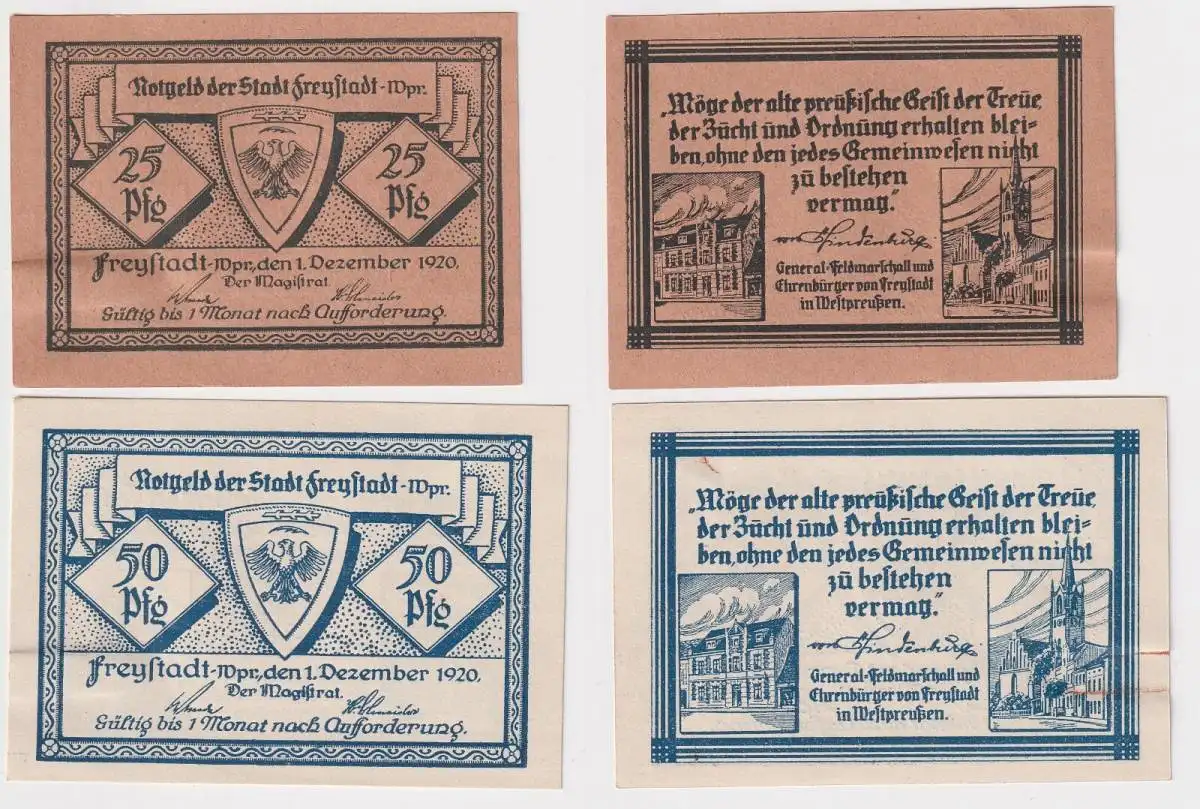 Notgeld der Stadt Freystadt-Wpr.
25 Pfg
25 Pfg
Freystadt-Wpr., den 1. Dezember 1920.
Der Magistrat.
Gültig bis 1 Monat nach Aufforderung.
„Möge der alte preußische Geist der Treue,
der Zucht und Ordnung erhalten blei=
ben, ohne den jedes Gemeinwesen nicht
zu bestehen
vermag."
von Hindenburg
General=Feldmarschall und
Ehrenbürger von Freystadt
in Westpreußen.
Notgeld der Stadt Freystadt-Wpr.
50 Pfg
50 Pfg
Freystadt-Wpr., den 1. Dezember 1920.
Der Magistrat.
Gültig bis 1 Monat nach Aufforderung.
„Möge der alte preußische Geist der Treue,
der Zucht und Ordnung erhalten blei=
ben, ohne den jedes Gemeinwesen nicht
zu bestehen
vermag."
von Hindenburg
General=Feldmarschall und
Ehrenbürger von Freystadt
in Westpreußen.